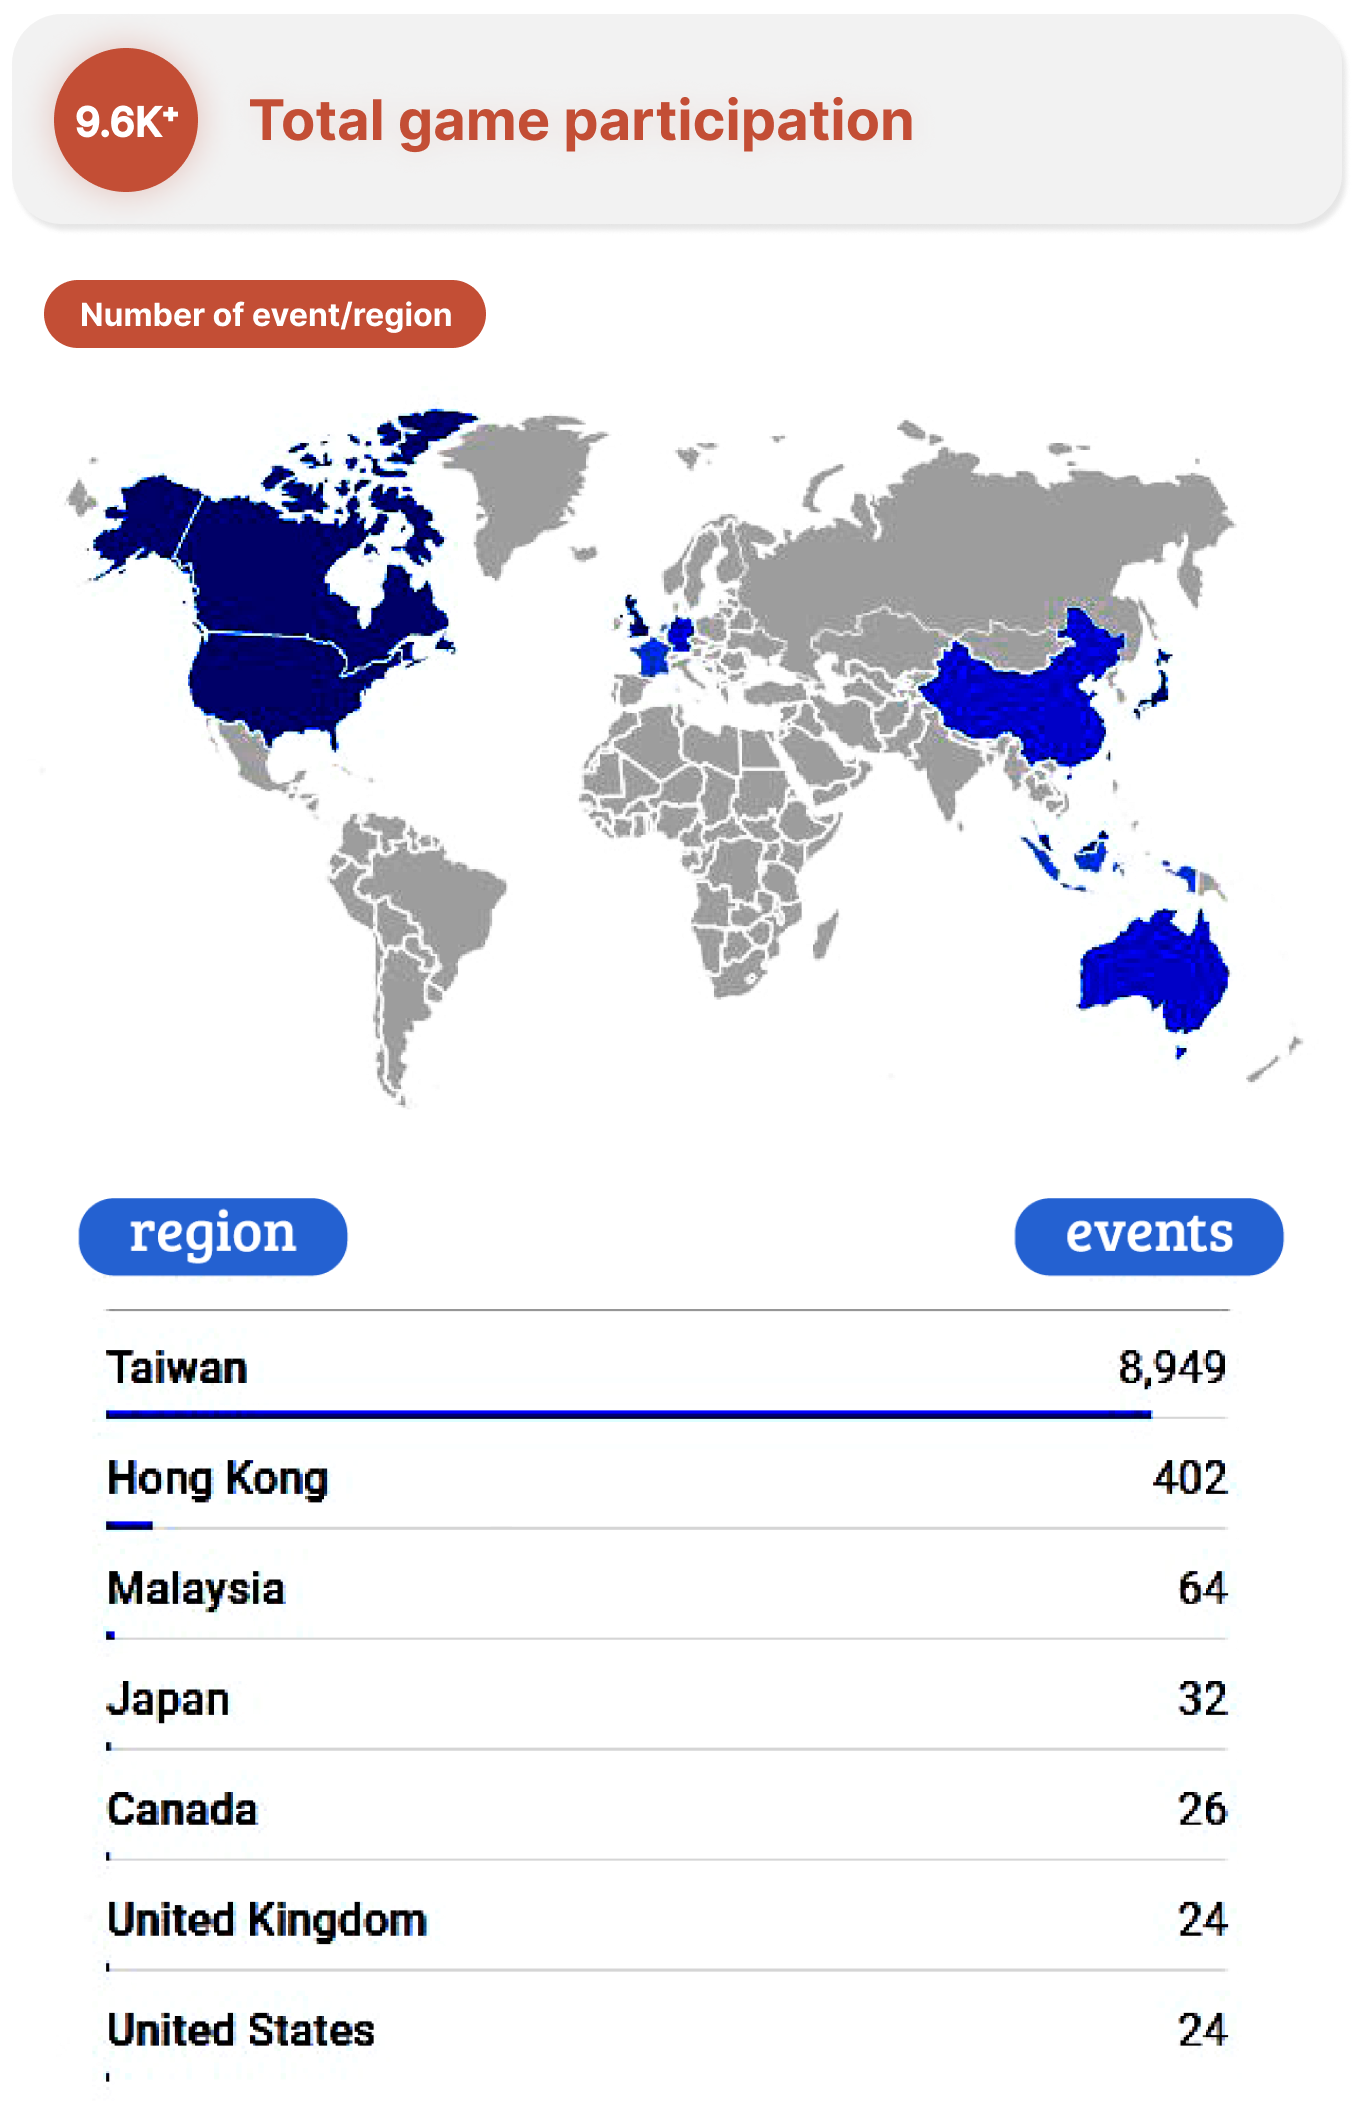 9.6K+
Total game participation
Number of event/region
region events
Taiwan 8,949
Hong Kong 402
Malaysia 64
Japan 32
Canada 26
United Kingdom 24
United States 24